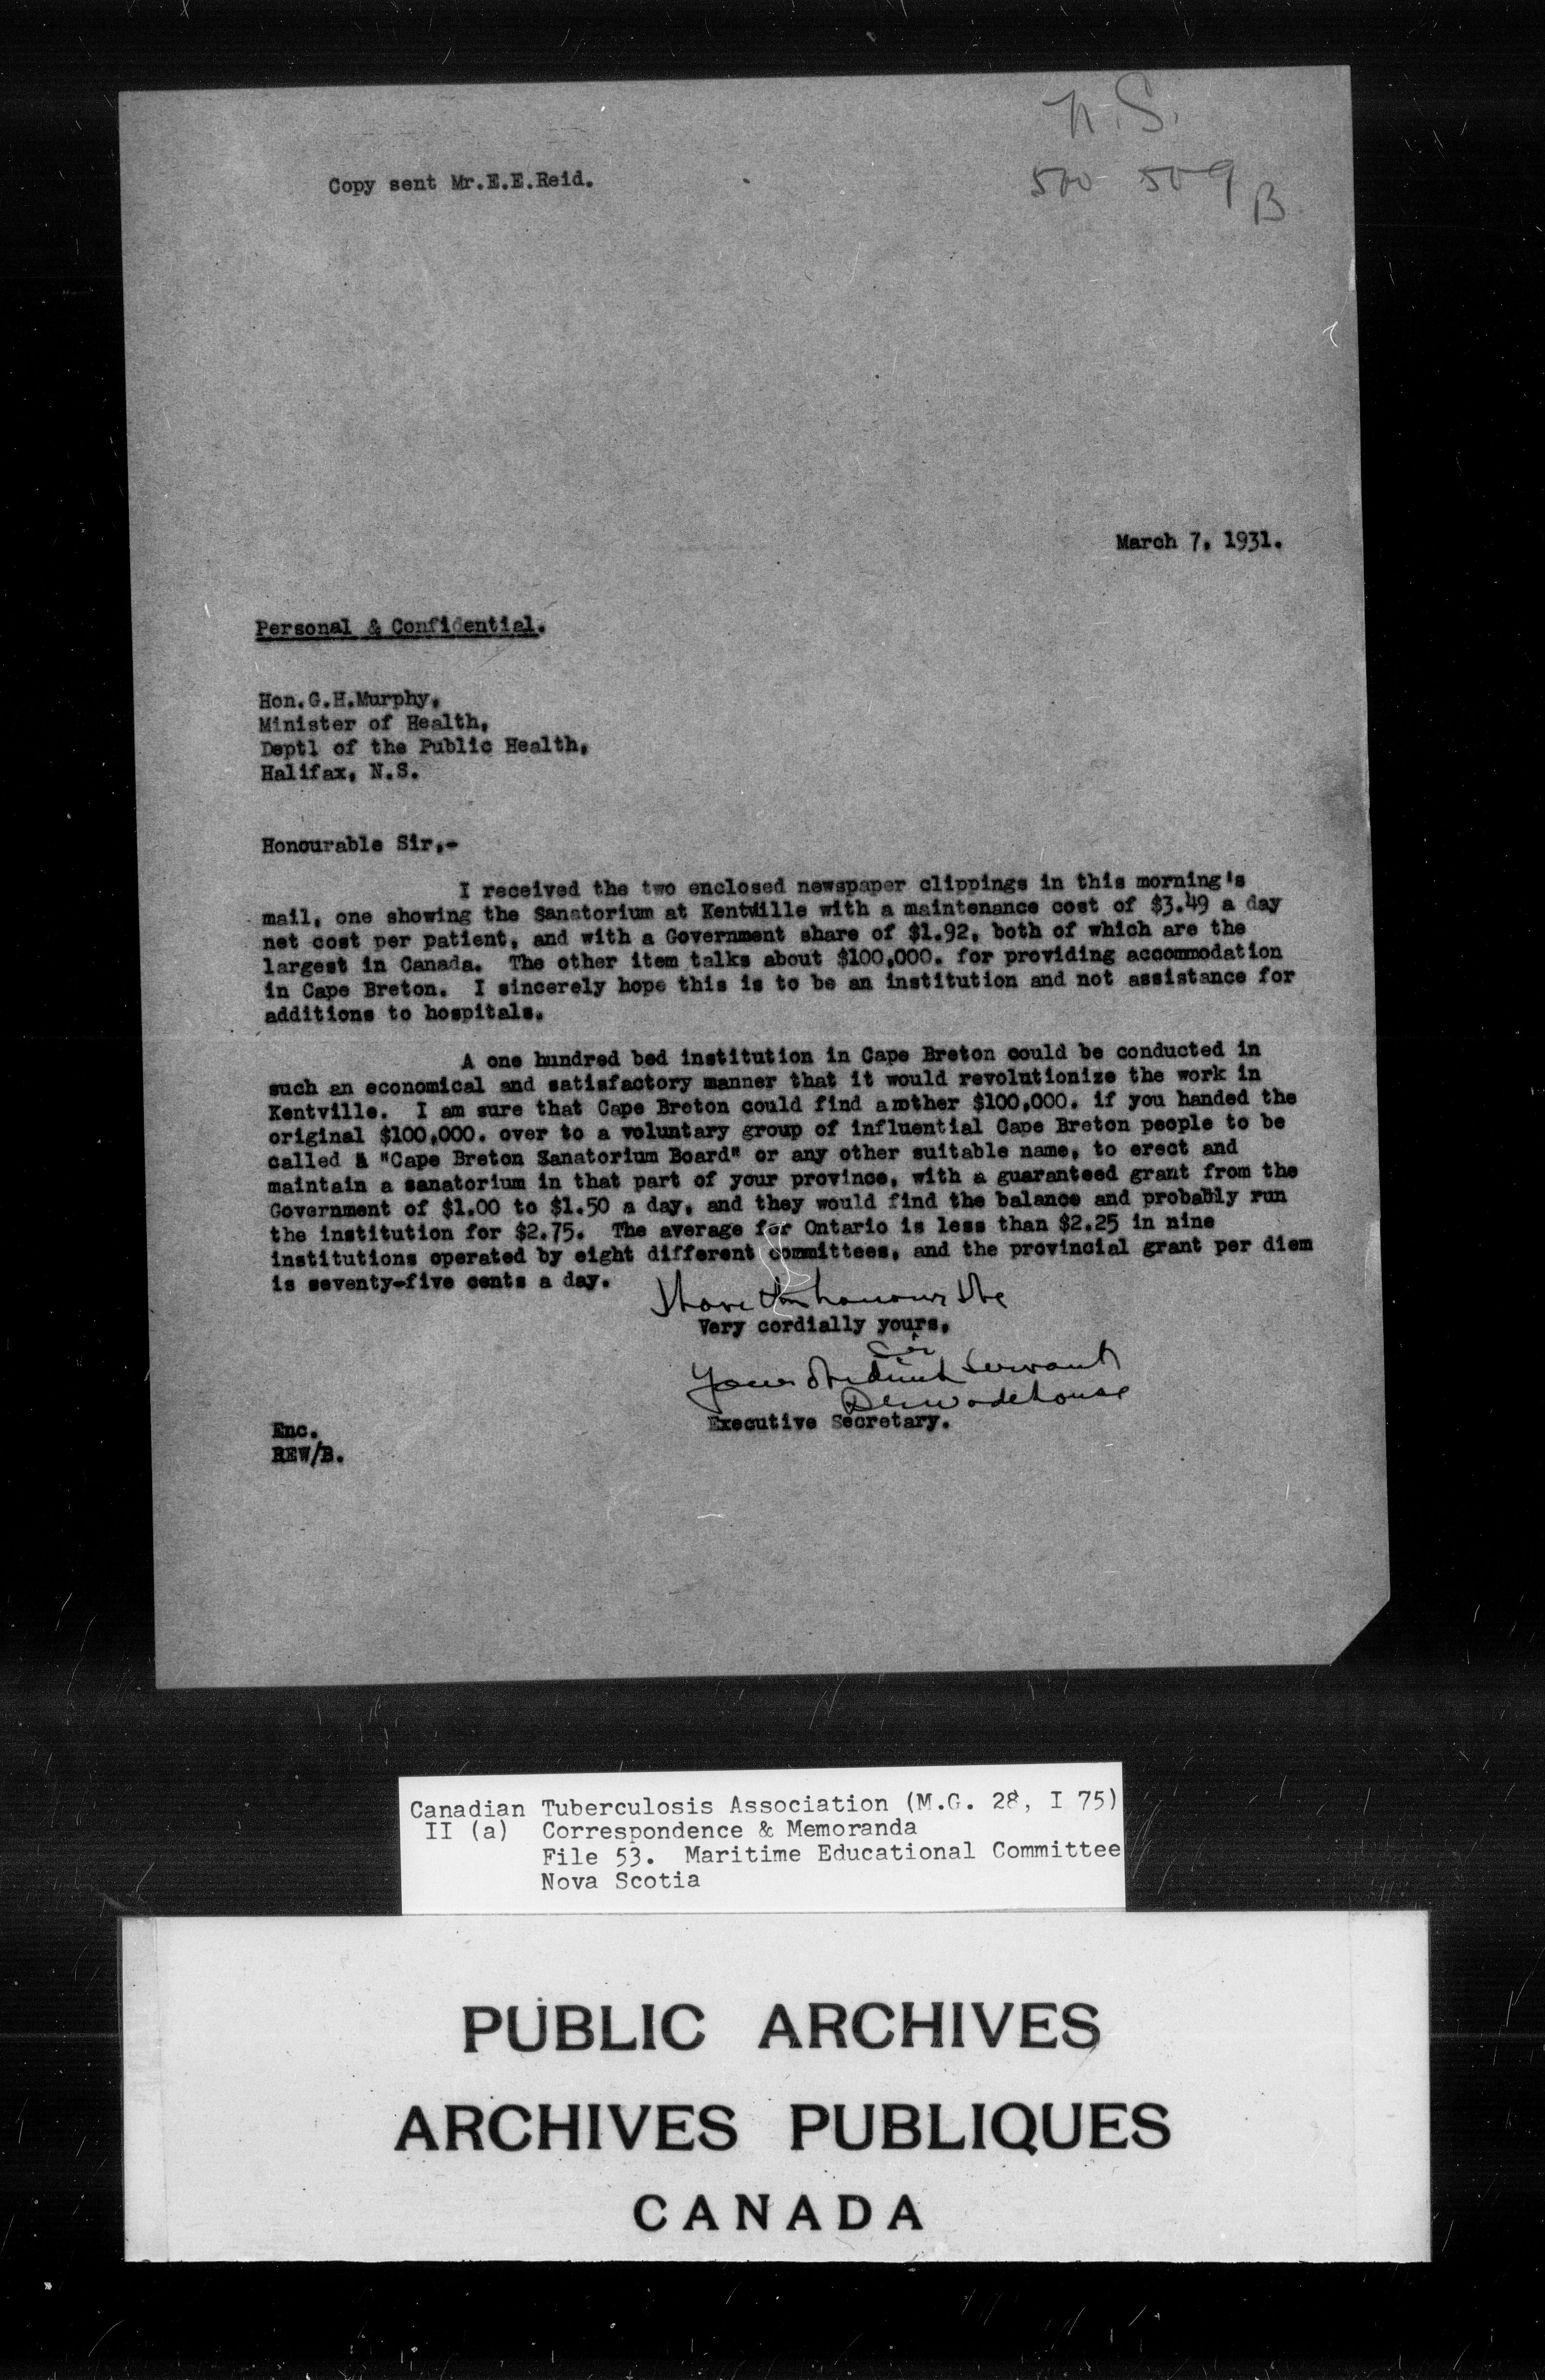 N.S.
Copy sent Mr.E.E.Reid.
500 509 B
March 7, 1931.
Personal & Confidential.
Hon.G.H.Murphy,
Minister of Health,
Deptl of the Public Health,
Halifax, N.S.
Honourable Sir,-
I received the two enclosed newspaper clippings in this morning's
mail, one showing the Sanatorium at Kentville with a maintenance cost of $3.49 a day
net cost per patient, and with a Government share of $1.92, both of which are the
largest in Canada. The other item talks about $100,000. for providing accommodation
in Cape Breton. I sincerely hope this is to be an institution and not assistance for
additions to hospitals.
A one hundred bed institution in Cape Breton could be conducted in
such an economical and satisfactory manner that it would revolutionize the work in
Kentville. I am sure that Cape Breton could find another $100,000. if you handed the
original $100,000. over to a voluntary group of influential Cape Breton people to be
called a "Cape Breton Sanatorium Board" or any other suitable name, to erect and
maintain a sanatorium in that part of your province, with a guaranteed grant from the
Government of $1.00 to $1.50 a day, and they would find the balance and probably run
the institution for $2.75. The average for Ontario is less than $2.25 in nine
institutions operated by eight different committees, and the provincial grant per diem
is seventy-five cents a day.
I have the honour to be
Very cordially yours,
Sir
Your obedient Servant
REWodehouse
Executive Secretary.
Enc.
REW/B.
Canadian Tuberculosis Association (M.G. 28, I 75)
II (a) Correspondence & Memoranda
File 53. Maritime Educational Committee
Nova Scotia
PUBLIC ARCHIVES
ARCHIVES PUBLIQUES
CANADA